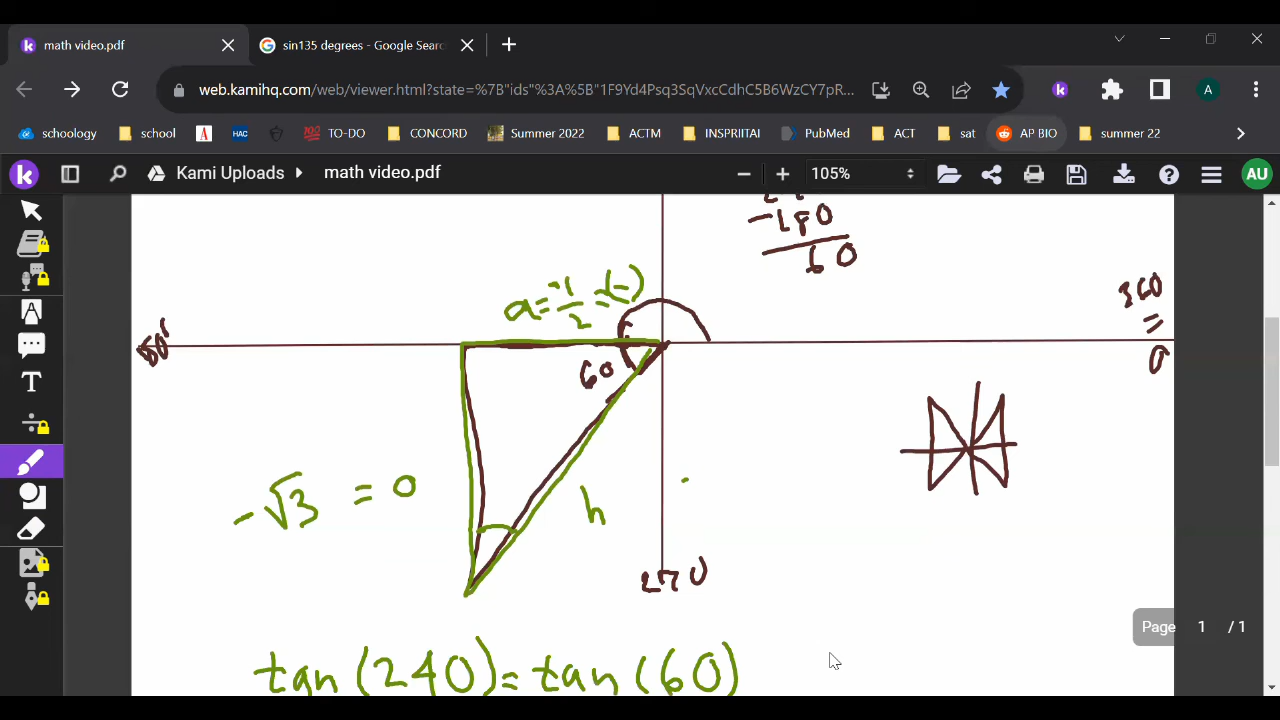 math video.pdf
sin135 degrees - Google Searc
web.kamihq.com/web/viewer.html?state=%7B"ids"%3A%5B"1F9Yd4Psq3SqVxcCdhC5B6WzCY7pR...
A
schoology
school
HAC
TO-DO
CONCORD
Summer 2022
ACTM
INSPRITAI
PubMed
ACT
sat
AP BIO
summer 22
Kami Uploads
math video.pdf
105%
AU
-180
60
a = -1/2 = (-)
360
=
0
60
-√3 = 0
h
270
Page 1 / 1
tan(240) = tan(60)